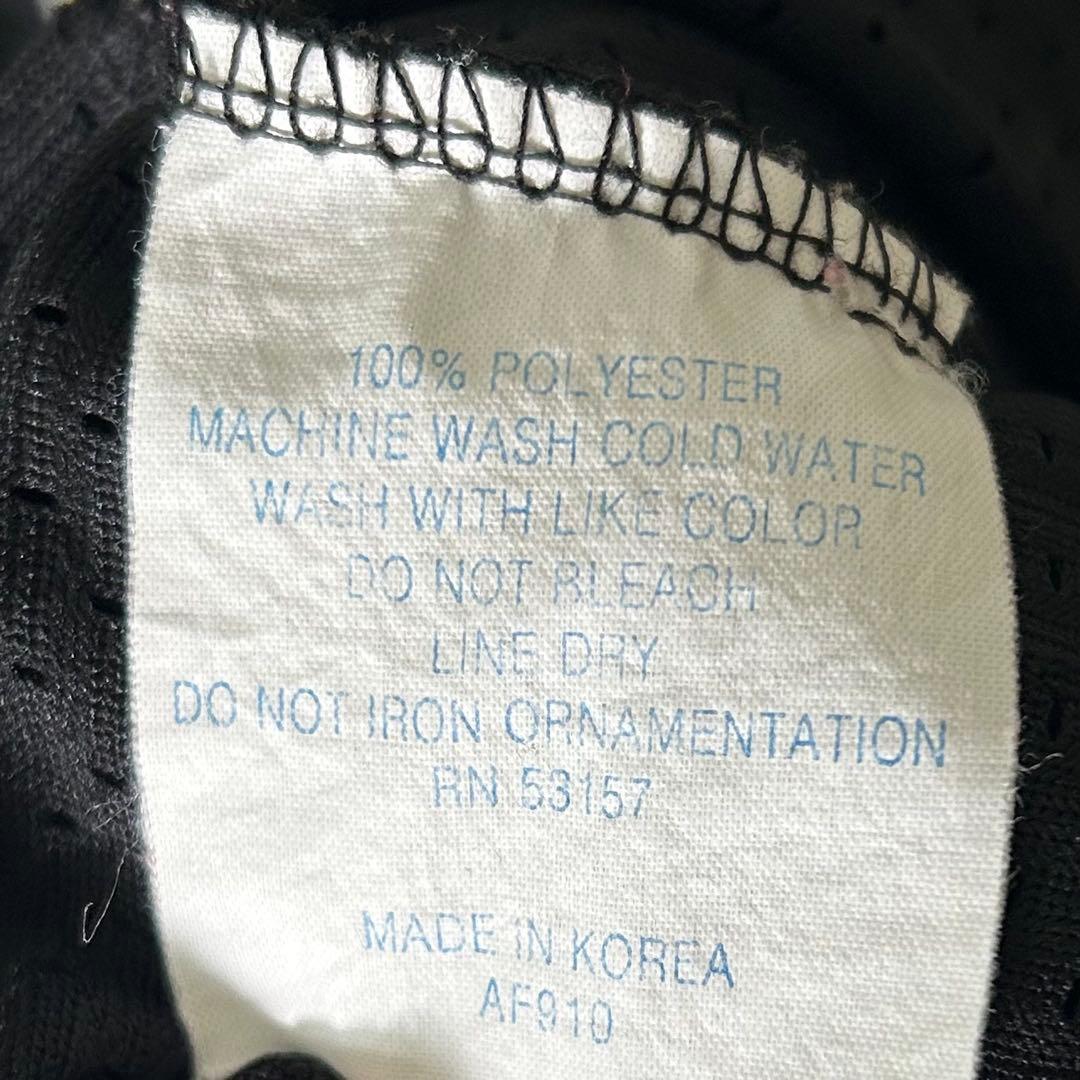 100% POLYESTER
MACHINE WASH COLD WATER
WASH WITH LIKE COLOR
DO NOT BLEACH
LINE DRY
DO NOT IRON ORNAMENTATION
RN 53157
MADE IN KOREA
AF910